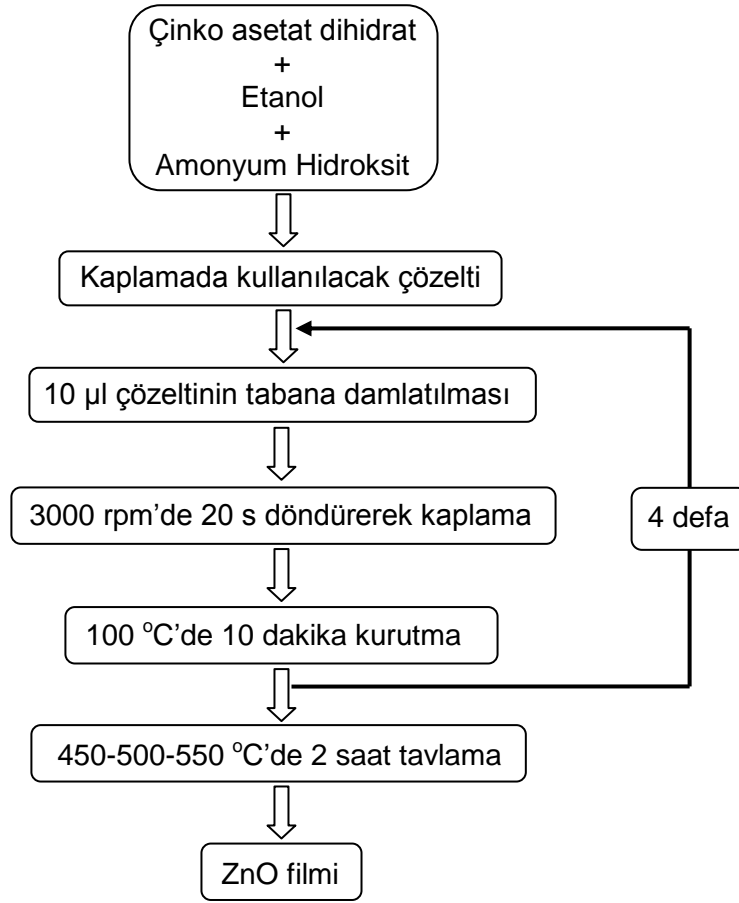 Çinko asetat dihidrat
+
Etanol
+
Amonyum Hidroksit
Kaplamada kullanılacak çözelti
10 µl çözeltinin tabana damlatılması
3000 rpm’de 20 s döndürerek kaplama
4 defa
100 °C’de 10 dakika kurutma
450-500-550 °C’de 2 saat tavlama
ZnO filmi